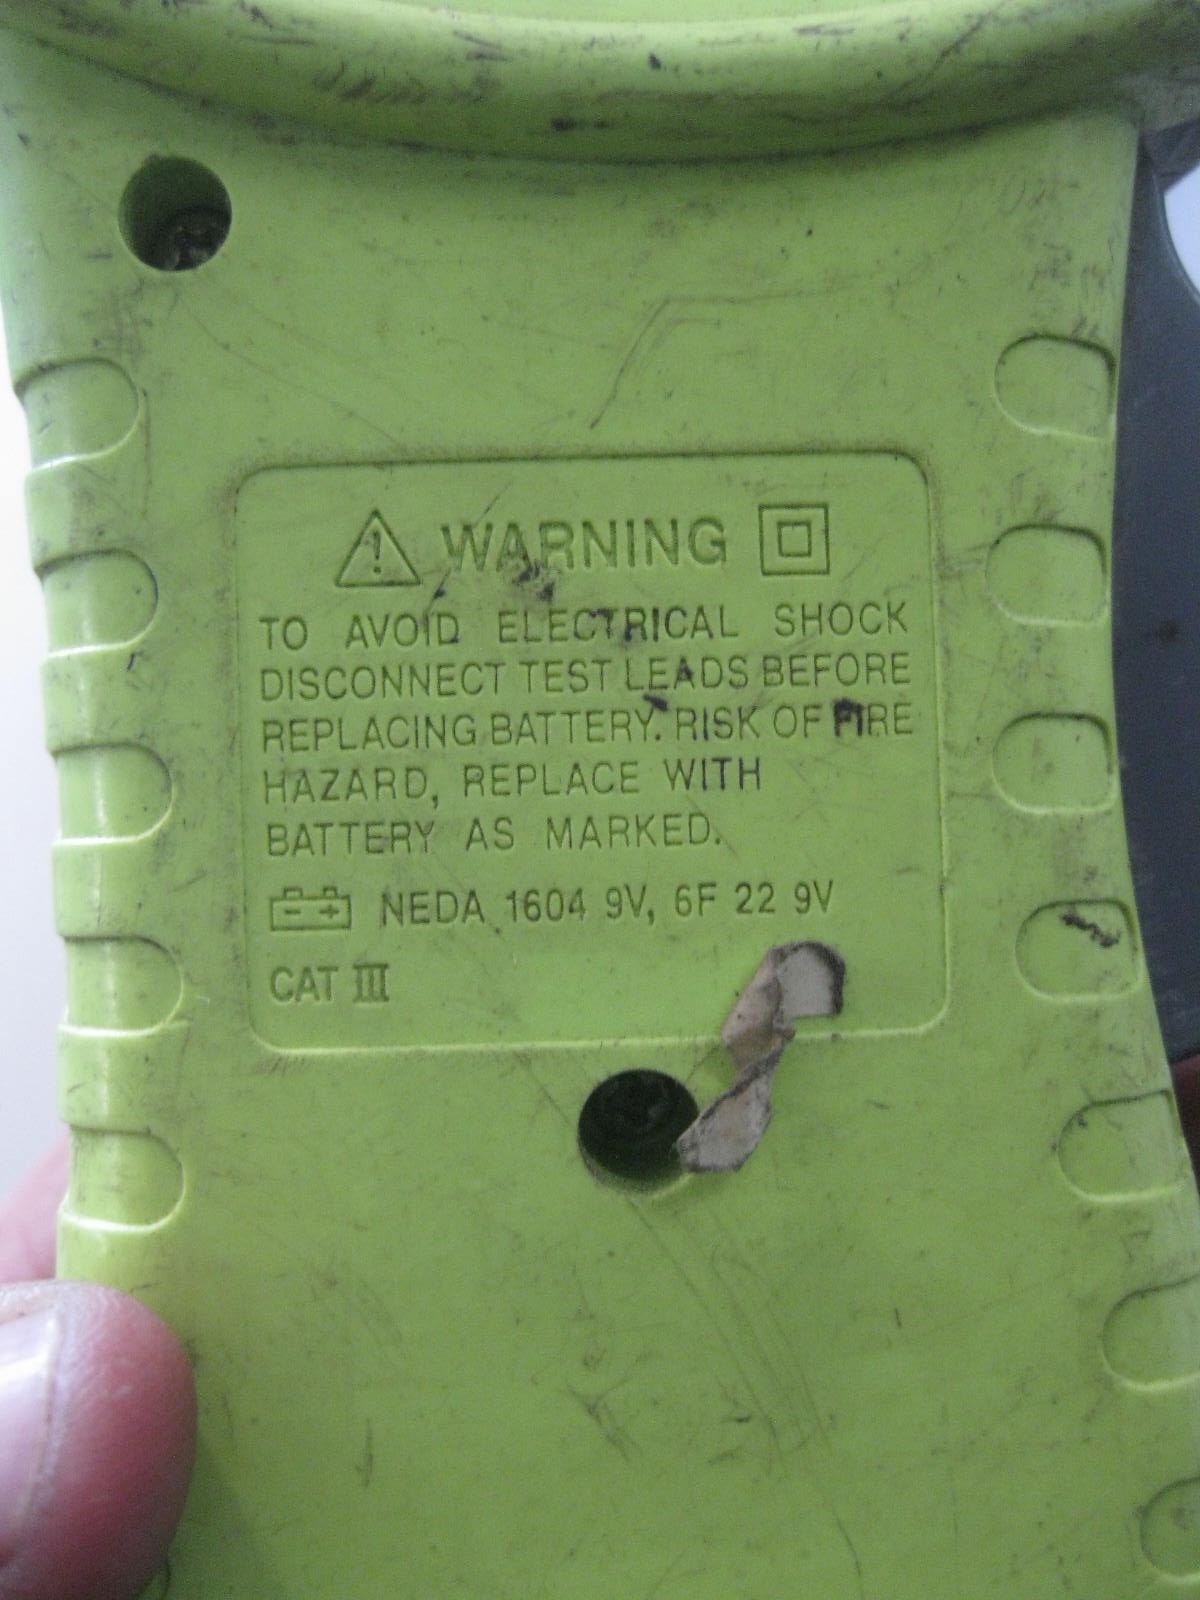 WARNING
TO AVOID ELECTRICAL SHOCK
DISCONNECT TEST LEADS BEFORE
REPLACING BATTERY. RISK OF FIRE
HAZARD, REPLACE WITH
BATTERY AS MARKED.
NEDA 1604 9V, 6F 22 9V
CAT III